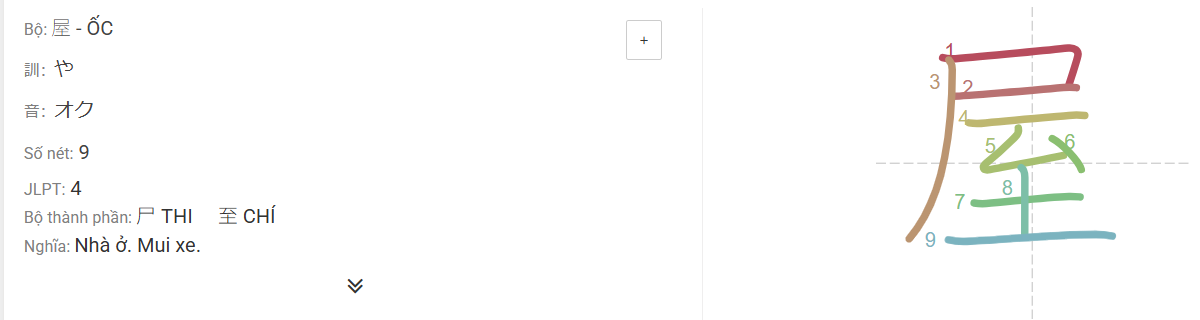 Bộ: 屋 - ỐC
+
訓: や
音: オク
Số nét: 9
JLPT: 4
Bộ thành phần: 尸 THI 至 CHÍ
Nghĩa: Nhà ở. Mui xe.
屋
1
3
2
4
5
6
8
7
9